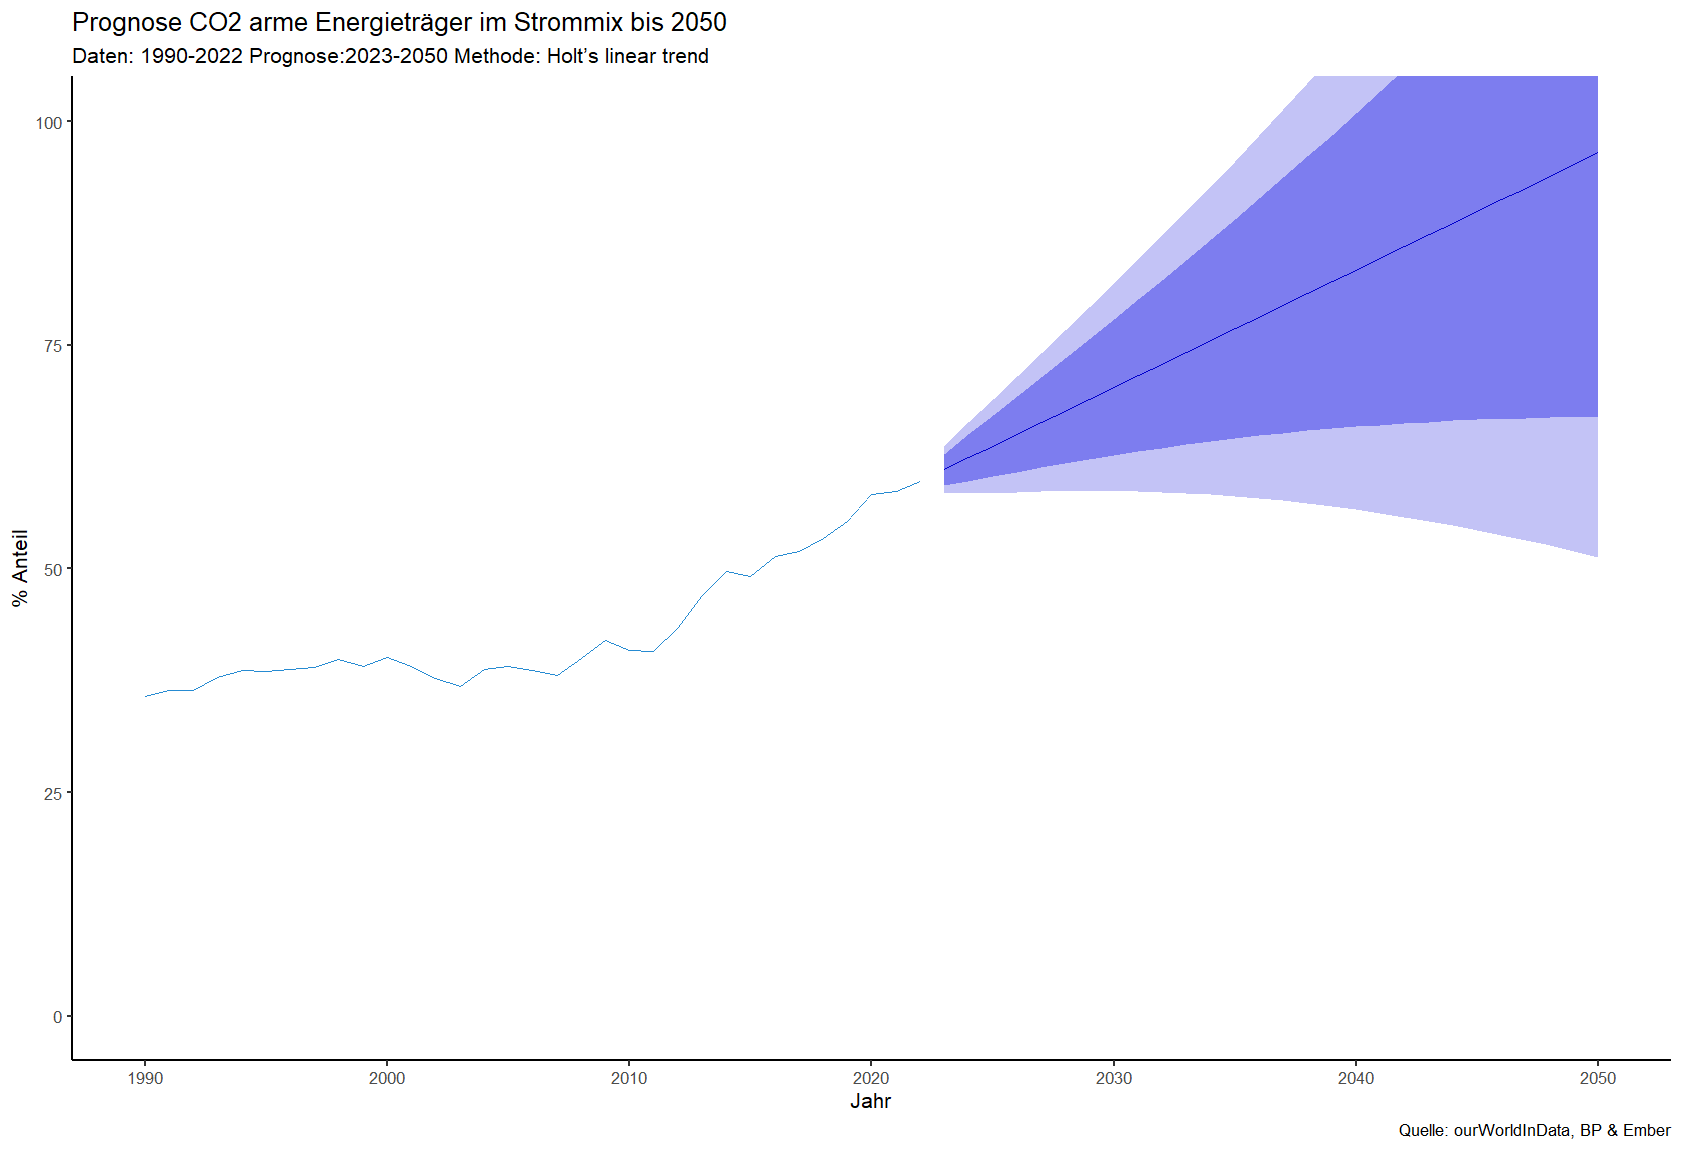 Prognose CO2 arme Energieträger im Strommix bis 2050
Daten: 1990-2022 Prognose:2023-2050 Methode: Holt’s linear trend
100
75
50
25
0
% Anteil
1990 2000 2010 2020 2030 2040 2050
Jahr
Quelle: ourWorldInData, BP & Ember